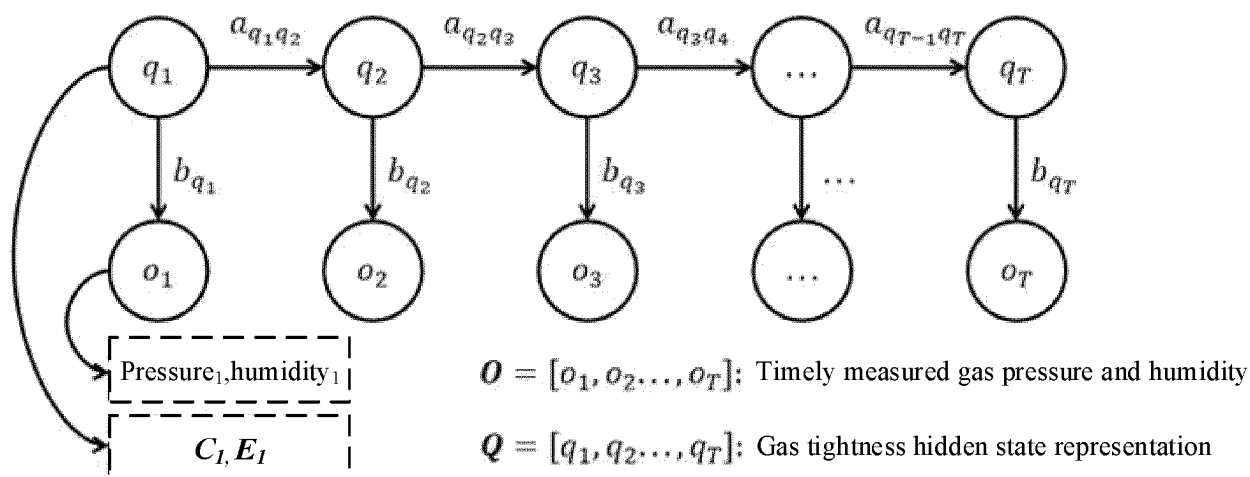 a_{q_1q_2} a_{q_2q_3} a_{q_3q_4} a_{q_{T-1}q_T}
q_1 q_2 q_3 ... q_T
b_{q_1} b_{q_2} b_{q_3} ... b_{q_T}
o_1 o_2 o_3 ... o_T
Pressure_1,humidity_1
O = [o_1, o_2..., o_T]: Timely measured gas pressure and humidity
C_1, E_1
Q = [q_1, q_2..., q_T]: Gas tightness hidden state representation